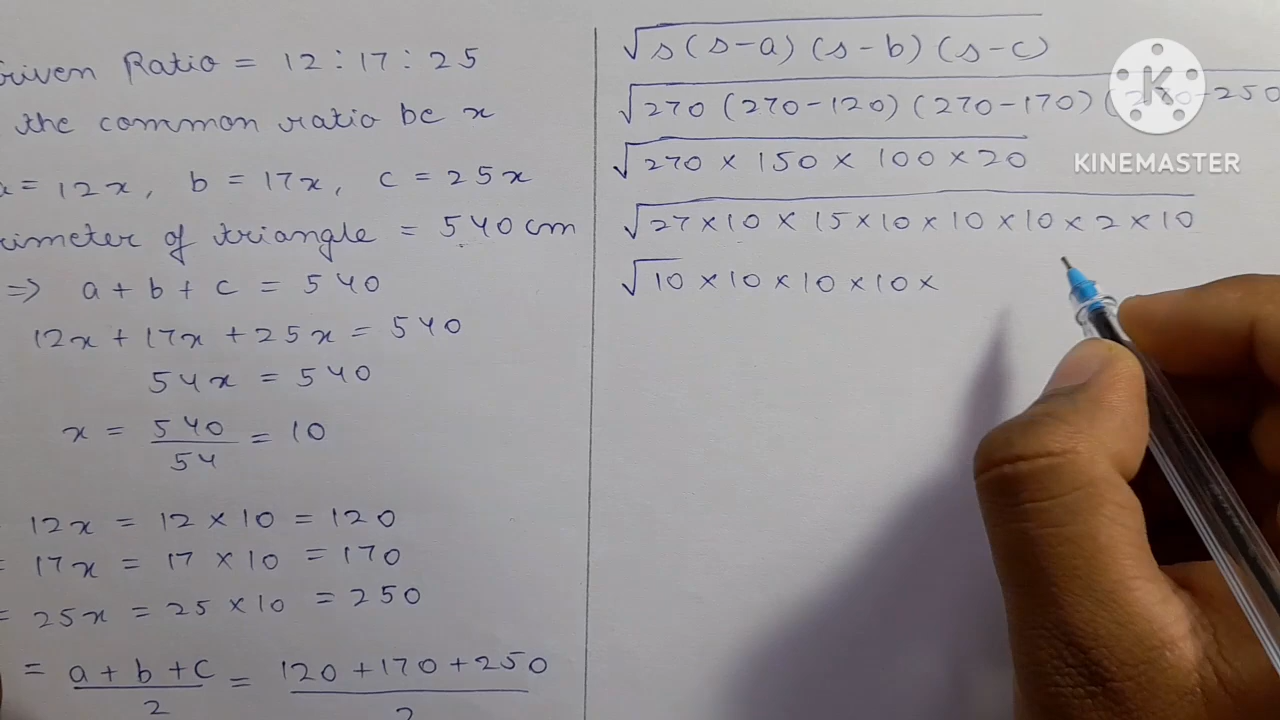 Given Ratio = 12 : 17 : 25
the common ratio be x
= 12x, b = 17x, c = 25x
rimeter of triangle = 540 cm
⇒ a + b + c = 540
12x + 17x + 25x = 540
54x = 540
x = 540/54 = 10
12x = 12 × 10 = 120
= 17x = 17 × 10 = 170
= 25x = 25 × 10 = 250
= a + b + c / 2 = 120 + 170 + 250 / 2
√s(s-a)(s-b)(s-c)
√270 (270-120) (270-170) ( -250
√270 × 150 × 100 × 20
√27 × 10 × 15 × 10 × 10 × 10 × 2 × 10
√10 × 10 × 10 × 10 ×
K
KINEMASTER